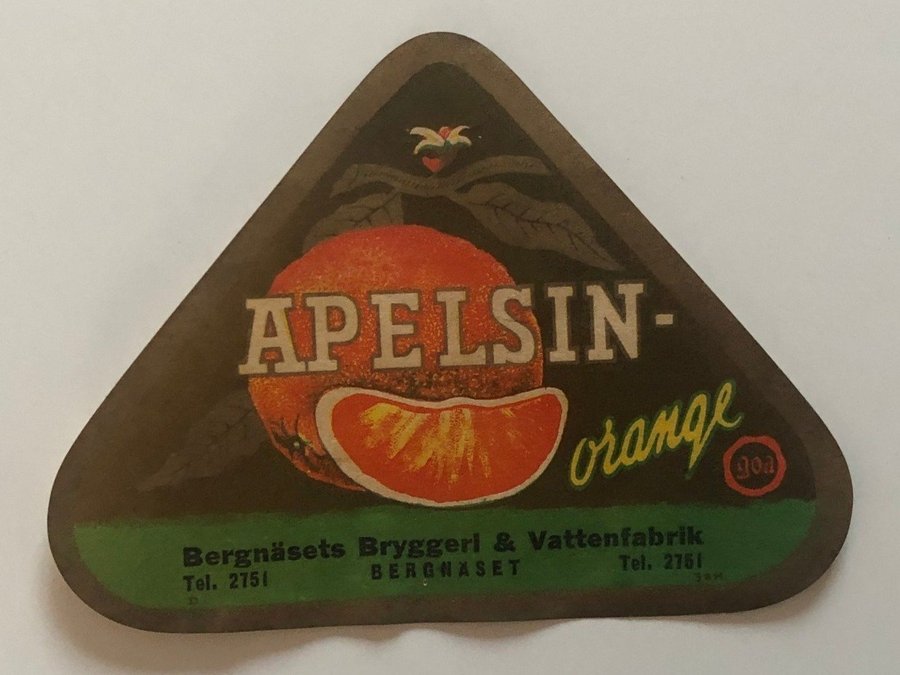 APELSIN-
orange
goa
Bergnäsets Bryggeri & Vattenfabrik
Tel. 2751 BERGNÄSET Tel. 2751